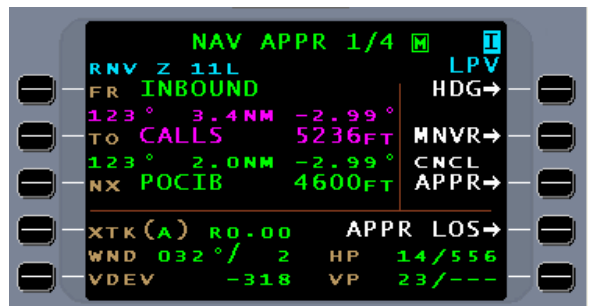 NAV APPR 1/4 M I
RNV Z 11L LPV
FR INBOUND HDG→
123° 3.4NM -2.99°
TO CALLS 5236FT MNVR→
123° 2.0NM -2.99° CNCL
NX POCIB 4600FT APPR→
XTK(A) R0.00 APPR LOS→
WND 032°/ 2 HP 14/556
VDEV -318 VP 23/---